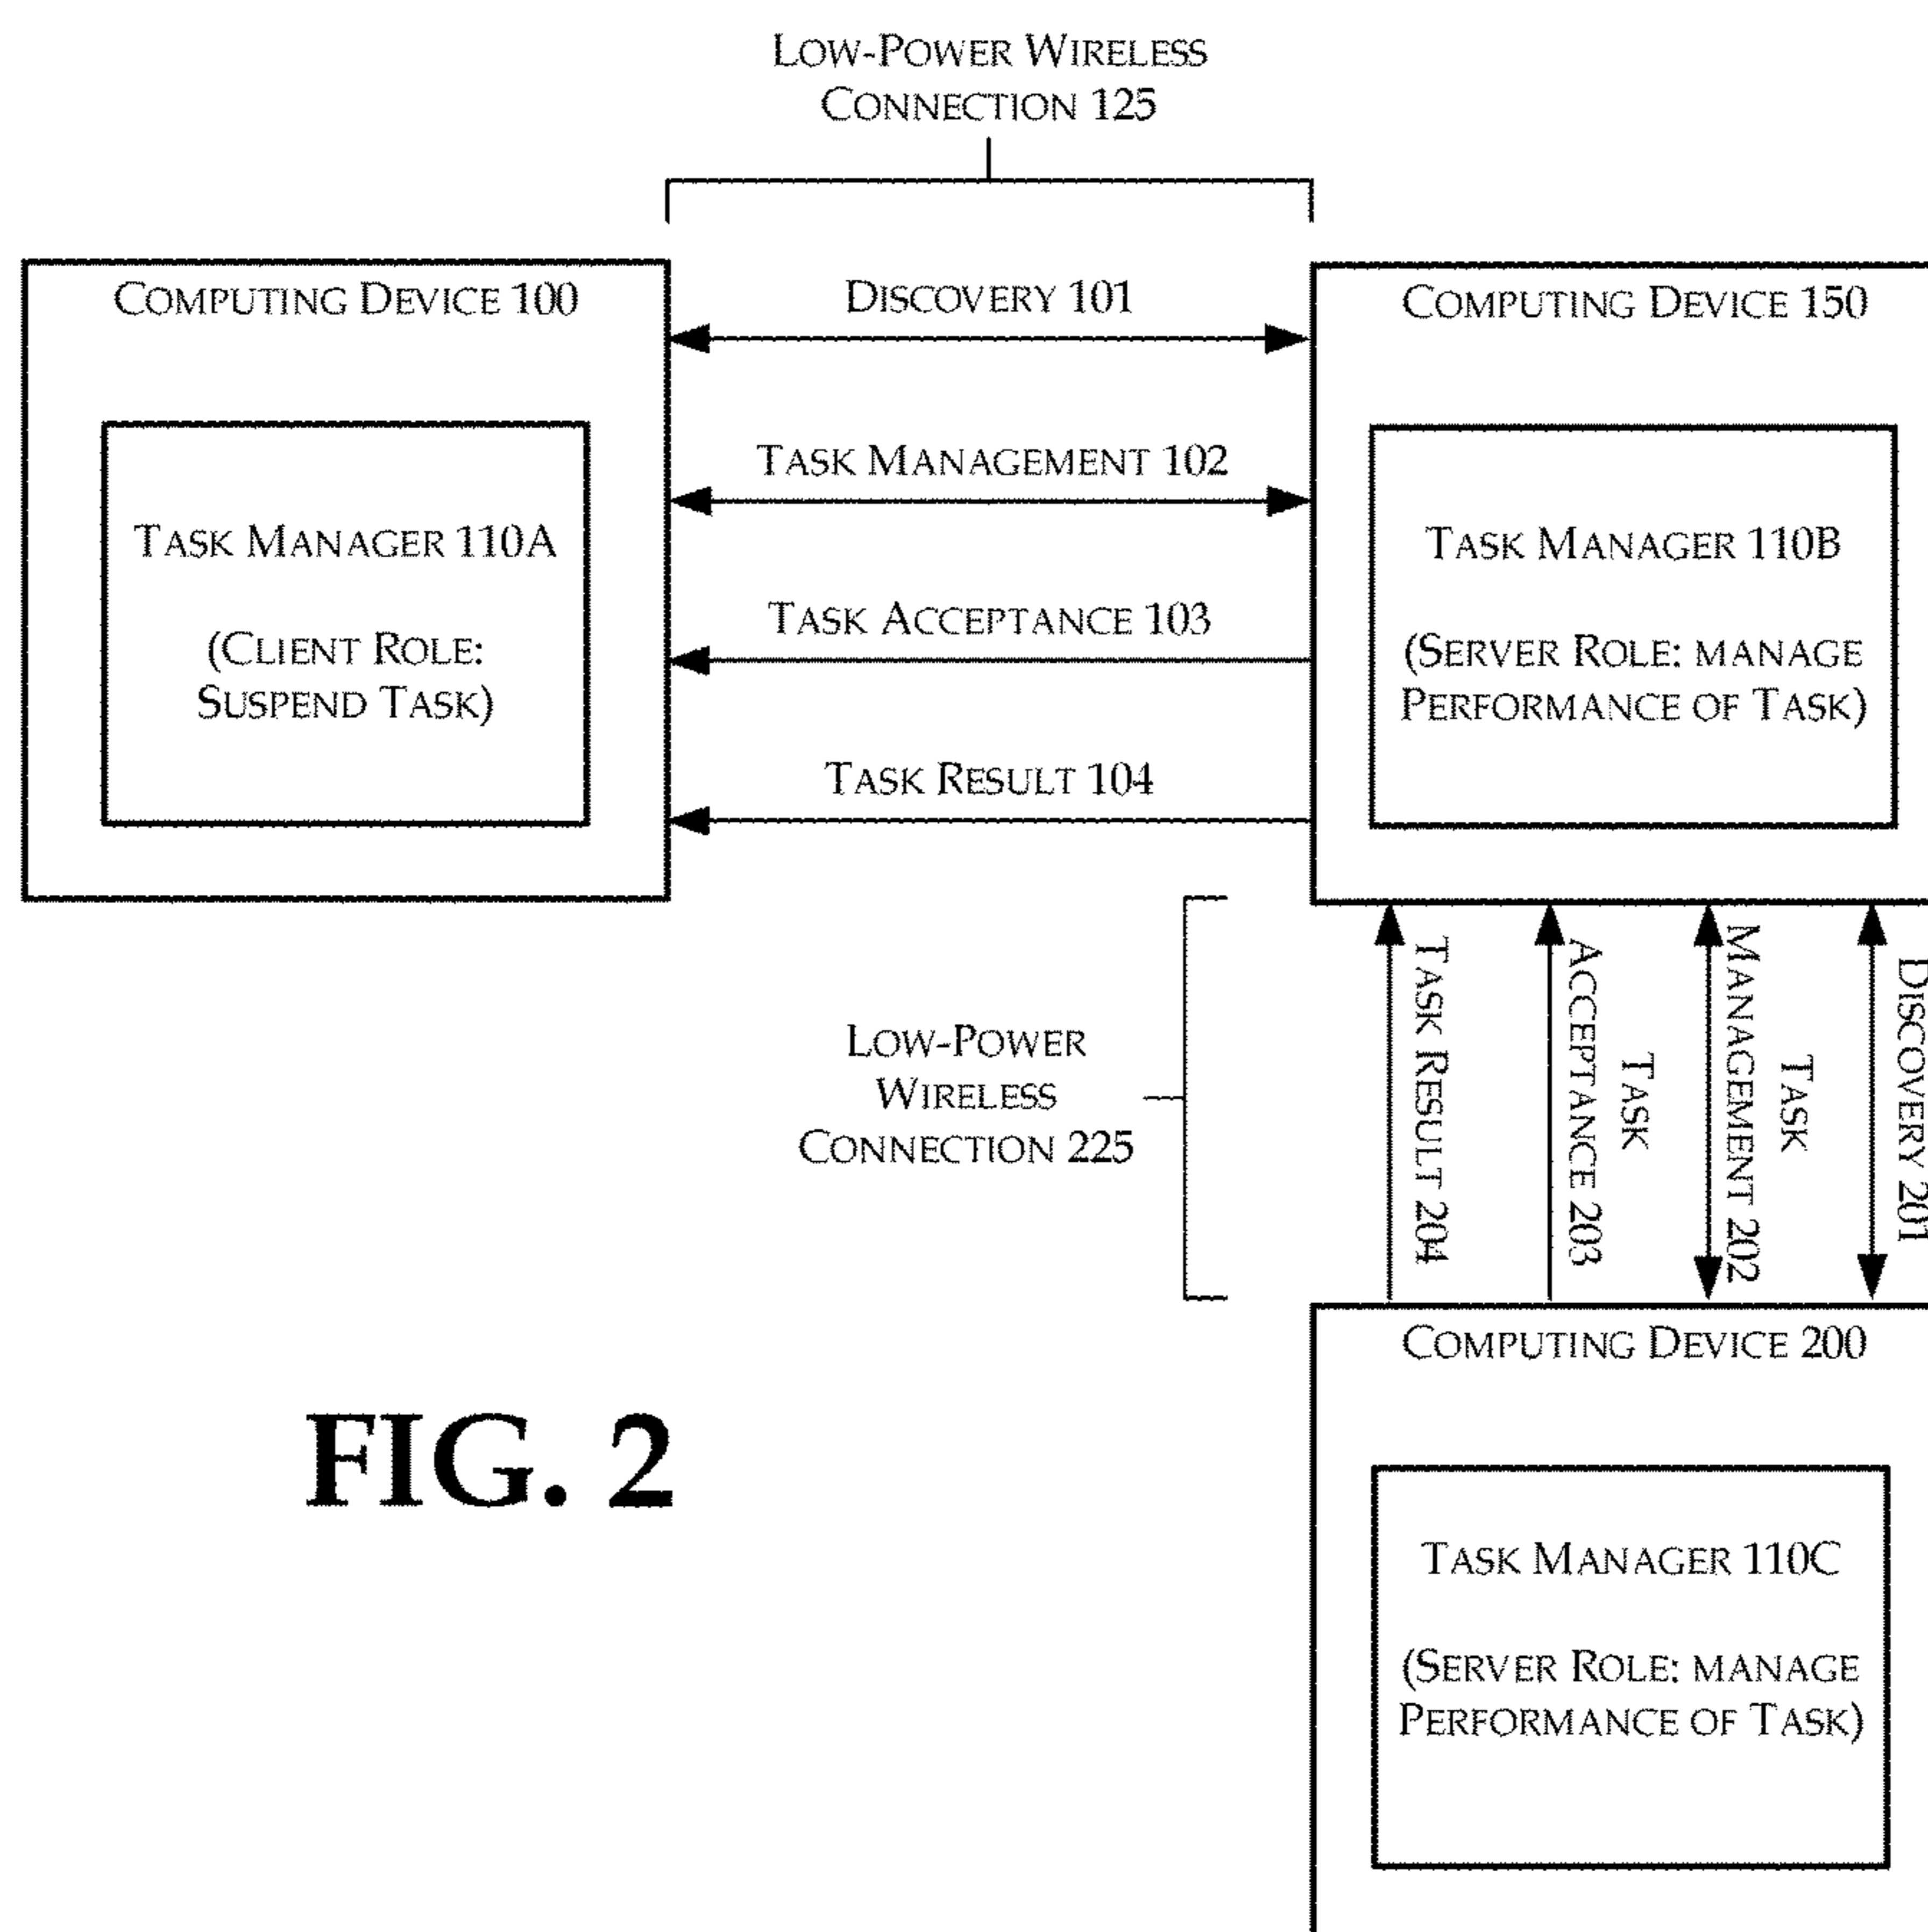 LOW-POWER WIRELESS
CONNECTION 125
COMPUTING DEVICE 100
DISCOVERY 101
COMPUTING DEVICE 150
TASK MANAGEMENT 102
TASK MANAGER 110A
TASK MANAGER 110B
TASK ACCEPTANCE 103
(CLIENT ROLE:
SUSPEND TASK)
(SERVER ROLE: MANAGE
PERFORMANCE OF TASK)
TASK RESULT 104
TASK RESULT 204
TASK
ACCEPTANCE 203
TASK
MANAGEMENT 202
DISCOVERY 201
LOW-POWER
WIRELESS
CONNECTION 225
COMPUTING DEVICE 200
FIG. 2
TASK MANAGER 110C
(SERVER ROLE: MANAGE
PERFORMANCE OF TASK)